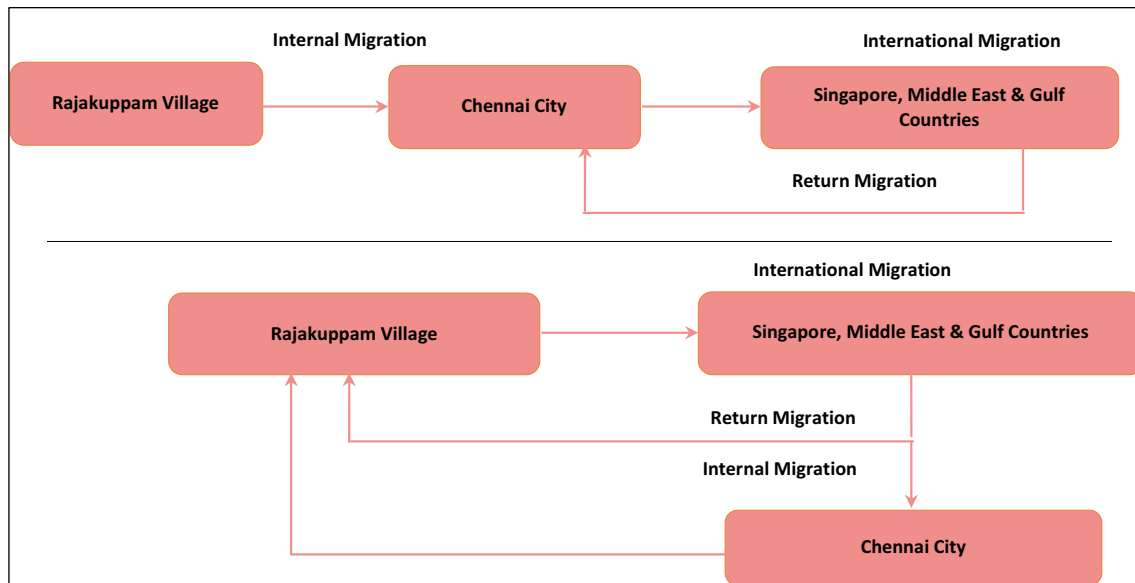 Internal Migration
International Migration
Rajakuppam Village
Chennai City
Singapore, Middle East & Gulf
Countries
Return Migration
International Migration
Rajakuppam Village
Singapore, Middle East & Gulf Countries
Return Migration
Internal Migration
Chennai City